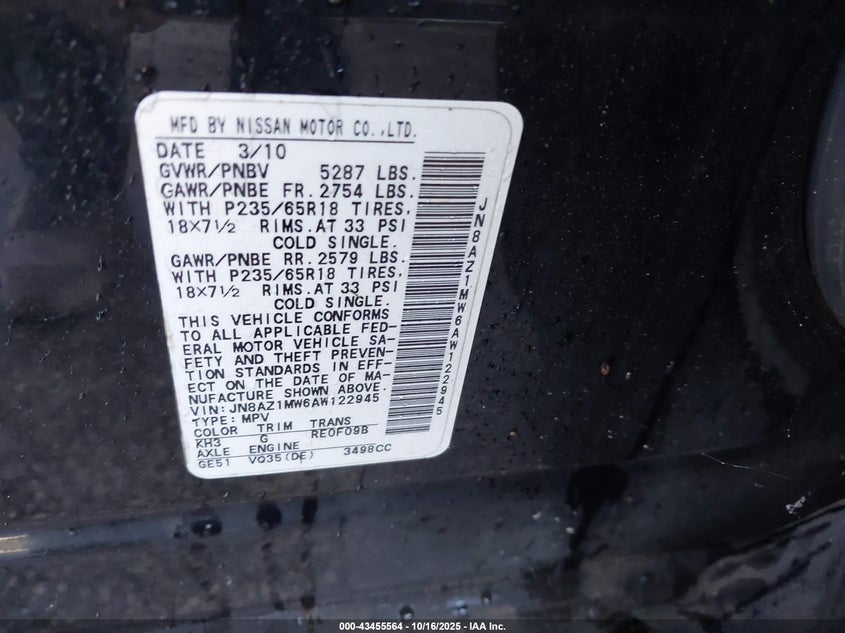 MFD BY NISSAN MOTOR CO.,LTD.
DATE 3/10
GVWR/PNBV 5287 LBS.
GAWR/PNBE FR. 2754 LBS.
WITH P235/65R18 TIRES,
18×7½ RIMS. AT 33 PSI
COLD SINGLE.
GAWR/PNBE RR. 2579 LBS.
WITH P235/65R18 TIRES,
18×7½ RIMS. AT 33 PSI
COLD SINGLE.
THIS VEHICLE CONFORMS
TO ALL APPLICABLE FED-
ERAL MOTOR VEHICLE SA-
FETY AND THEFT PREVEN-
TION STANDARDS IN EFF-
ECT ON THE DATE OF MA-
NUFACTURE SHOWN ABOVE.
VIN: JN8AZ1MW6AW122945
TYPE: MPV
COLOR TRIM TRANS
KH3 G RE0F09B
AXLE ENGINE
GE51 VQ35(DE) 3498CC
JN8AZ1MW6AW122945
000-43455564 - 10/16/2025 - IAA Inc.